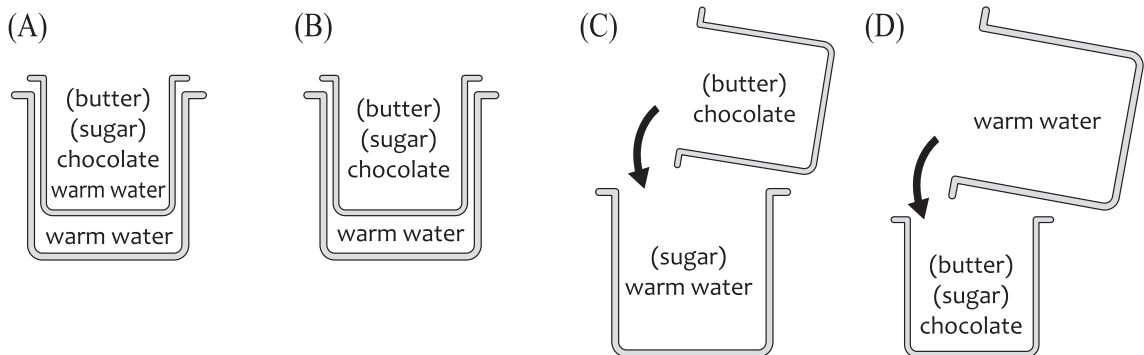 (A)
(butter)
(sugar)
chocolate
warm water
warm water
(B)
(butter)
(sugar)
chocolate
warm water
(C)
(butter)
chocolate
(sugar)
warm water
(D)
warm water
(butter)
(sugar)
chocolate